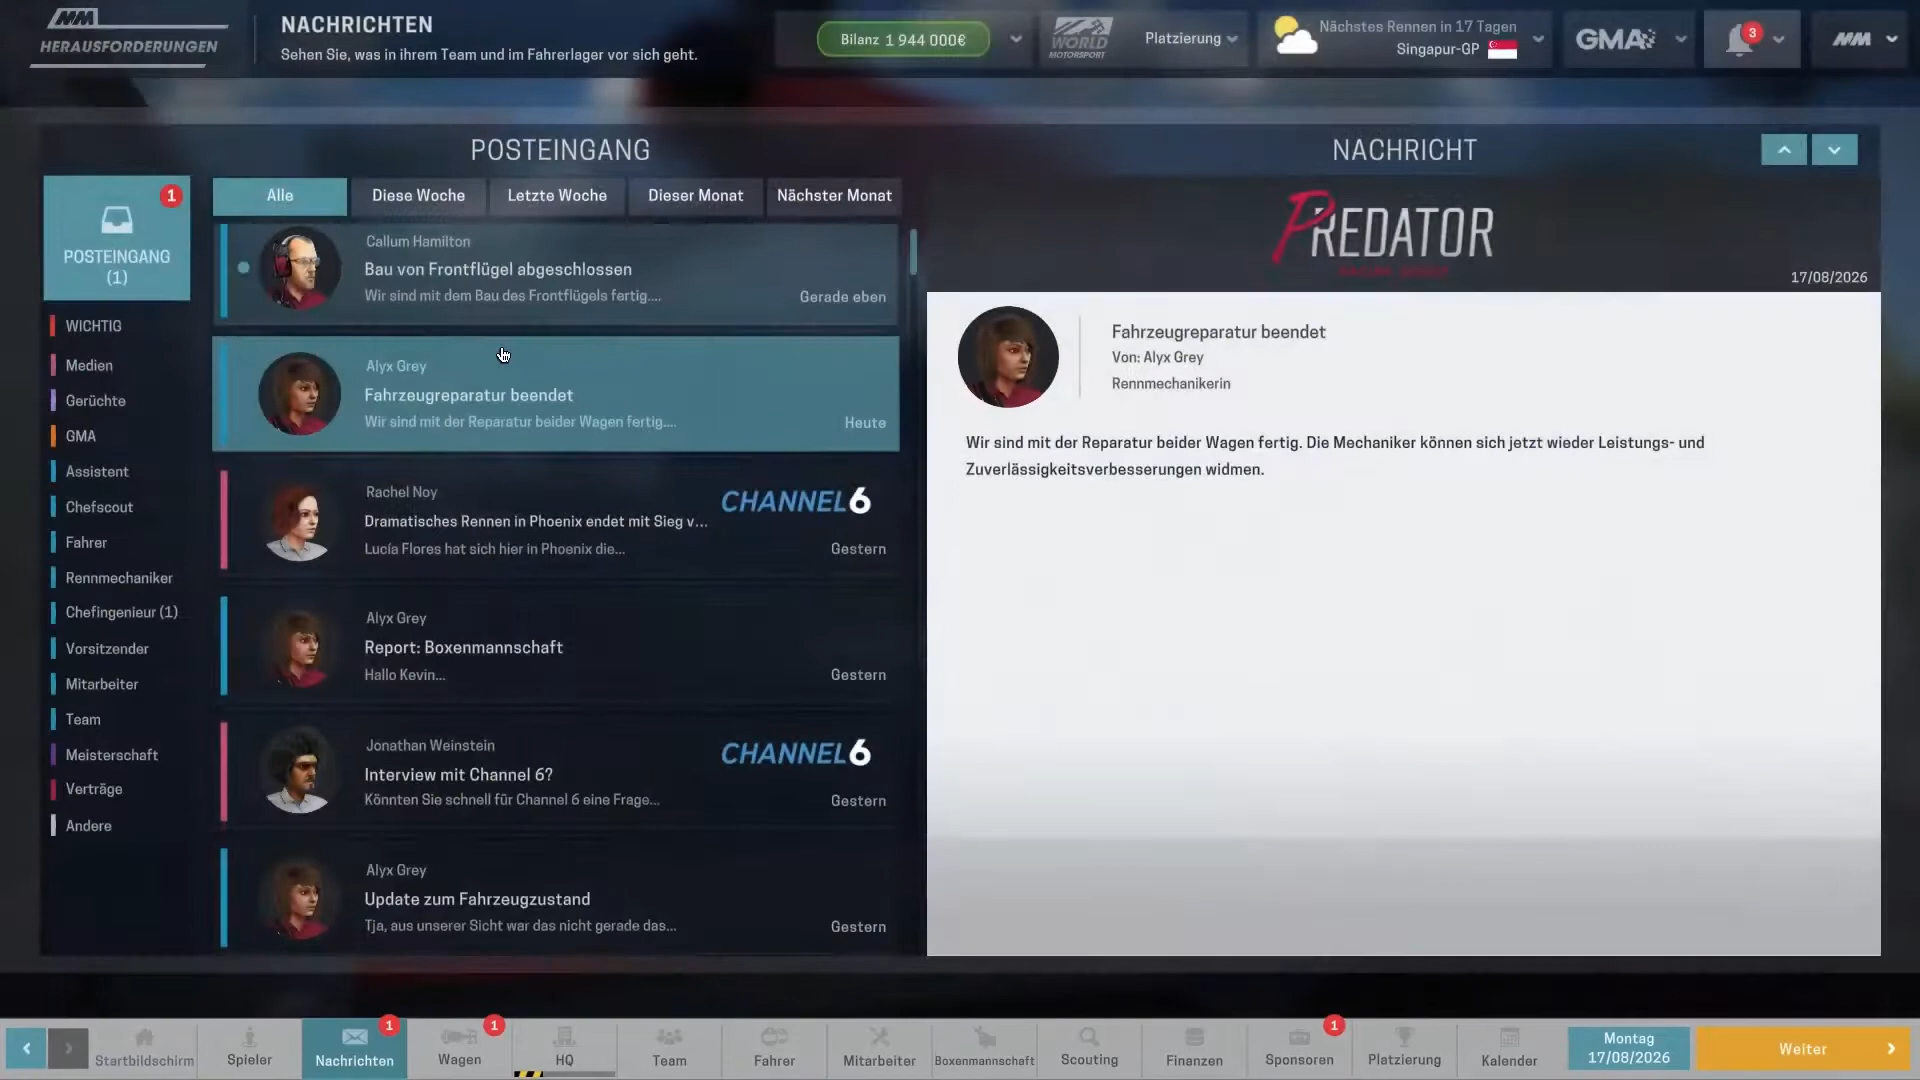 MM
HERAUSFORDERUNGEN
NACHRICHTEN
Sehen Sie, was in ihrem Team und im Fahrerlager vor sich geht.
Bilanz 1 944 000€
WORLD
MOTORSPORT
Platzierung
Nächstes Rennen in 17 Tagen
Singapur-GP
GMA
3
MM
POSTEINGANG
NACHRICHT
1
POSTEINGANG
(1)
WICHTIG
Medien
Gerüchte
GMA
Assistent
Chefscout
Fahrer
Rennmechaniker
Chefingenieur (1)
Vorsitzender
Mitarbeiter
Team
Meisterschaft
Verträge
Andere
Alle
Diese Woche
Letzte Woche
Dieser Monat
Nächster Monat
Callum Hamilton
Bau von Frontflügel abgeschlossen
Wir sind mit dem Bau des Frontflügels fertig....
Gerade eben
Alyx Grey
Fahrzeugreparatur beendet
Wir sind mit der Reparatur beider Wagen fertig....
Heute
Rachel Noy
CHANNEL6
Dramatisches Rennen in Phoenix endet mit Sieg v...
Lucía Flores hat sich hier in Phoenix die...
Gestern
Alyx Grey
Report: Boxenmannschaft
Hallo Kevin...
Gestern
Jonathan Weinstein
CHANNEL6
Interview mit Channel 6?
Könnten Sie schnell für Channel 6 eine Frage...
Gestern
Alyx Grey
Update zum Fahrzeugzustand
Tja, aus unserer Sicht war das nicht gerade das...
Gestern
PREDATOR
17/08/2026
Fahrzeugreparatur beendet
Von: Alyx Grey
Rennmechanikerin
Wir sind mit der Reparatur beider Wagen fertig. Die Mechaniker können sich jetzt wieder Leistungs- und
Zuverlässigkeitsverbesserungen widmen.
Startbildschirm
Spieler
1
Nachrichten
1
Wagen
HQ
Team
Fahrer
Mitarbeiter
Boxenmannschaft
Scouting
Finanzen
1
Sponsoren
Platzierung
Kalender
Montag
17/08/2026
Weiter